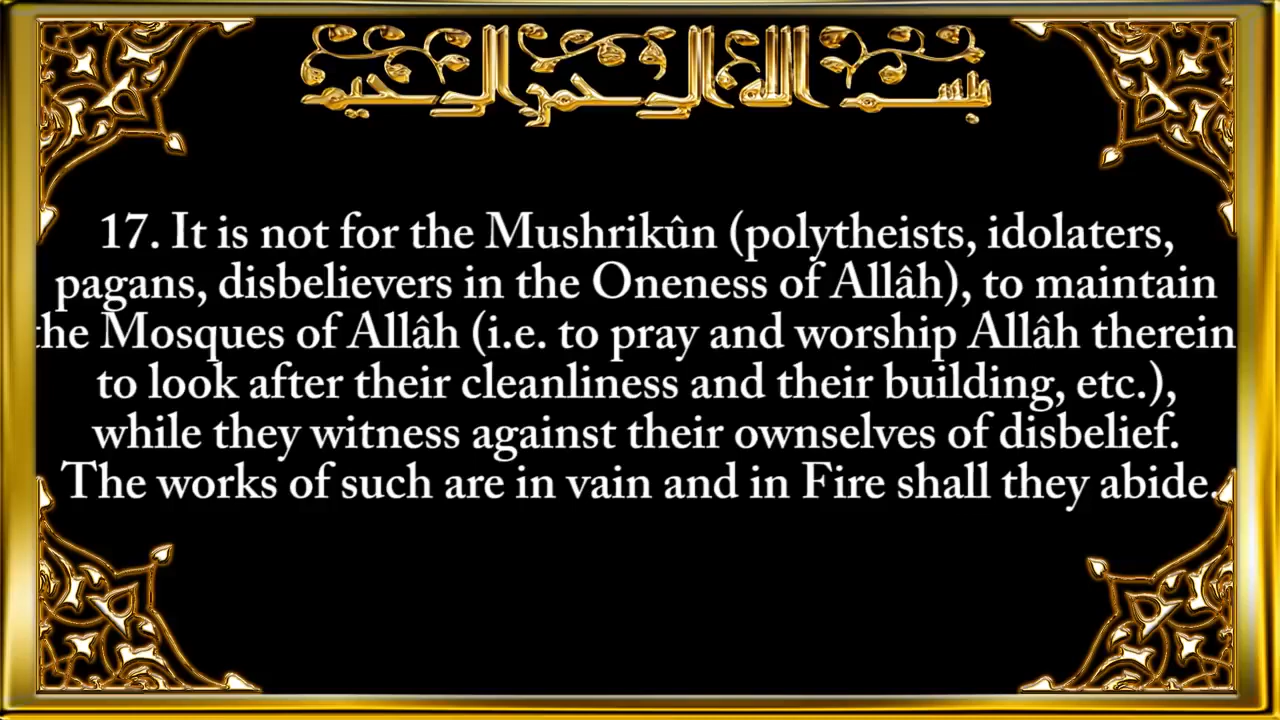 بسم الله الرحمن الرحيم
17. It is not for the Mushrikûn (polytheists, idolaters,
pagans, disbelievers in the Oneness of Allâh), to maintain
the Mosques of Allâh (i.e. to pray and worship Allâh therein
to look after their cleanliness and their building, etc.),
while they witness against their ownselves of disbelief.
The works of such are in vain and in Fire shall they abide.